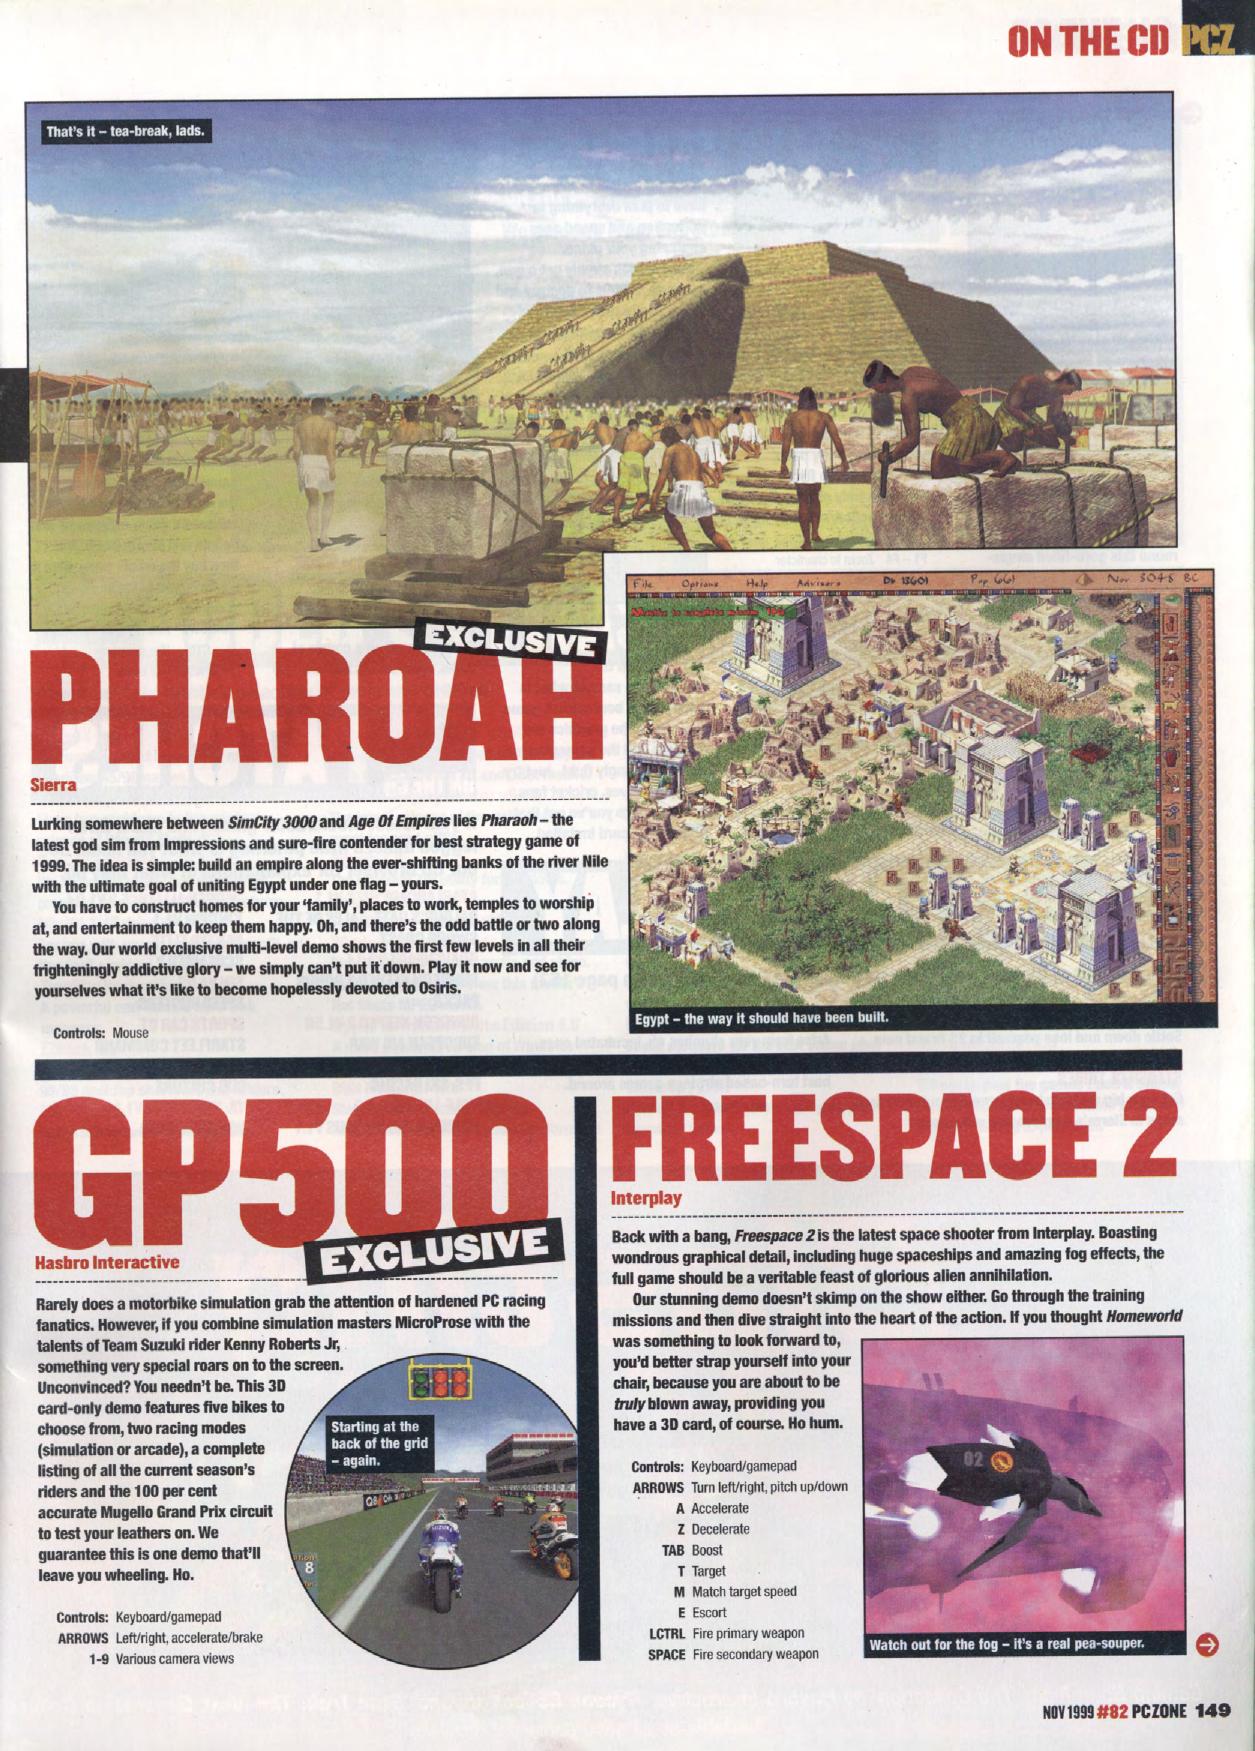 ON THE CD PCZ
That's it – tea-break, lads.
EXCLUSIVE
PHAROAH
Sierra
Lurking somewhere between SimCity 3000 and Age Of Empires lies Pharaoh – the
latest god sim from Impressions and sure-fire contender for best strategy game of
1999. The idea is simple: build an empire along the ever-shifting banks of the river Nile
with the ultimate goal of uniting Egypt under one flag – yours.
You have to construct homes for your 'family', places to work, temples to worship
at, and entertainment to keep them happy. Oh, and there's the odd battle or two along
the way. Our world exclusive multi-level demo shows the first few levels in all their
frighteningly addictive glory – we simply can't put it down. Play it now and see for
yourselves what it's like to become hopelessly devoted to Osiris.
Controls: Mouse
File Options Help Advisors Db 13601 Pop 661 Nov 3048 BC
Egypt – the way it should have been built.
GP500
EXCLUSIVE
Hasbro Interactive
Rarely does a motorbike simulation grab the attention of hardened PC racing
fanatics. However, if you combine simulation masters MicroProse with the
talents of Team Suzuki rider Kenny Roberts Jr,
something very special roars on to the screen.
Unconvinced? You needn't be. This 3D
card-only demo features five bikes to
choose from, two racing modes
(simulation or arcade), a complete
listing of all the current season's
riders and the 100 per cent
accurate Mugello Grand Prix circuit
to test your leathers on. We
guarantee this is one demo that'll
leave you wheeling. Ho.
Controls: Keyboard/gamepad
ARROWS Left/right, accelerate/brake
1-9 Various camera views
Starting at the
back of the grid
– again.
SUZUKI
8
FREESPACE 2
Interplay
Back with a bang, Freespace 2 is the latest space shooter from Interplay. Boasting
wondrous graphical detail, including huge spaceships and amazing fog effects, the
full game should be a veritable feast of glorious alien annihilation.
Our stunning demo doesn't skimp on the show either. Go through the training
missions and then dive straight into the heart of the action. If you thought Homeworld
was something to look forward to,
you'd better strap yourself into your
chair, because you are about to be
truly blown away, providing you
have a 3D card, of course. Ho hum.
Controls: Keyboard/gamepad
ARROWS Turn left/right, pitch up/down
A Accelerate
Z Decelerate
TAB Boost
T Target
M Match target speed
E Escort
LCTRL Fire primary weapon
SPACE Fire secondary weapon
02
Watch out for the fog – it's a real pea-souper.
NOV 1999 #82 PCZONE 149